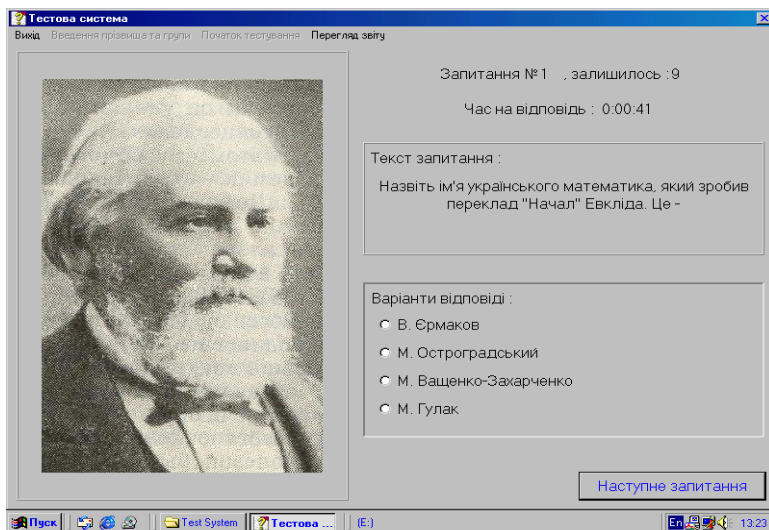 Тестова система
Вихід Введення прізвища та групи Початок тестування Перегляд звіту
Запитання №1 , залишилось :9
Час на відповідь : 0:00:41
Текст запитання :
Назвіть ім'я українського математика, який зробив
переклад "Начал" Евкліда. Це -
Варіанти відповіді :
В. Єрмаков
М. Остроградський
М. Ващенко-Захарченко
М. Гулак
Наступне запитання
Пуск Test System Тестова ... (E:) En 13:23